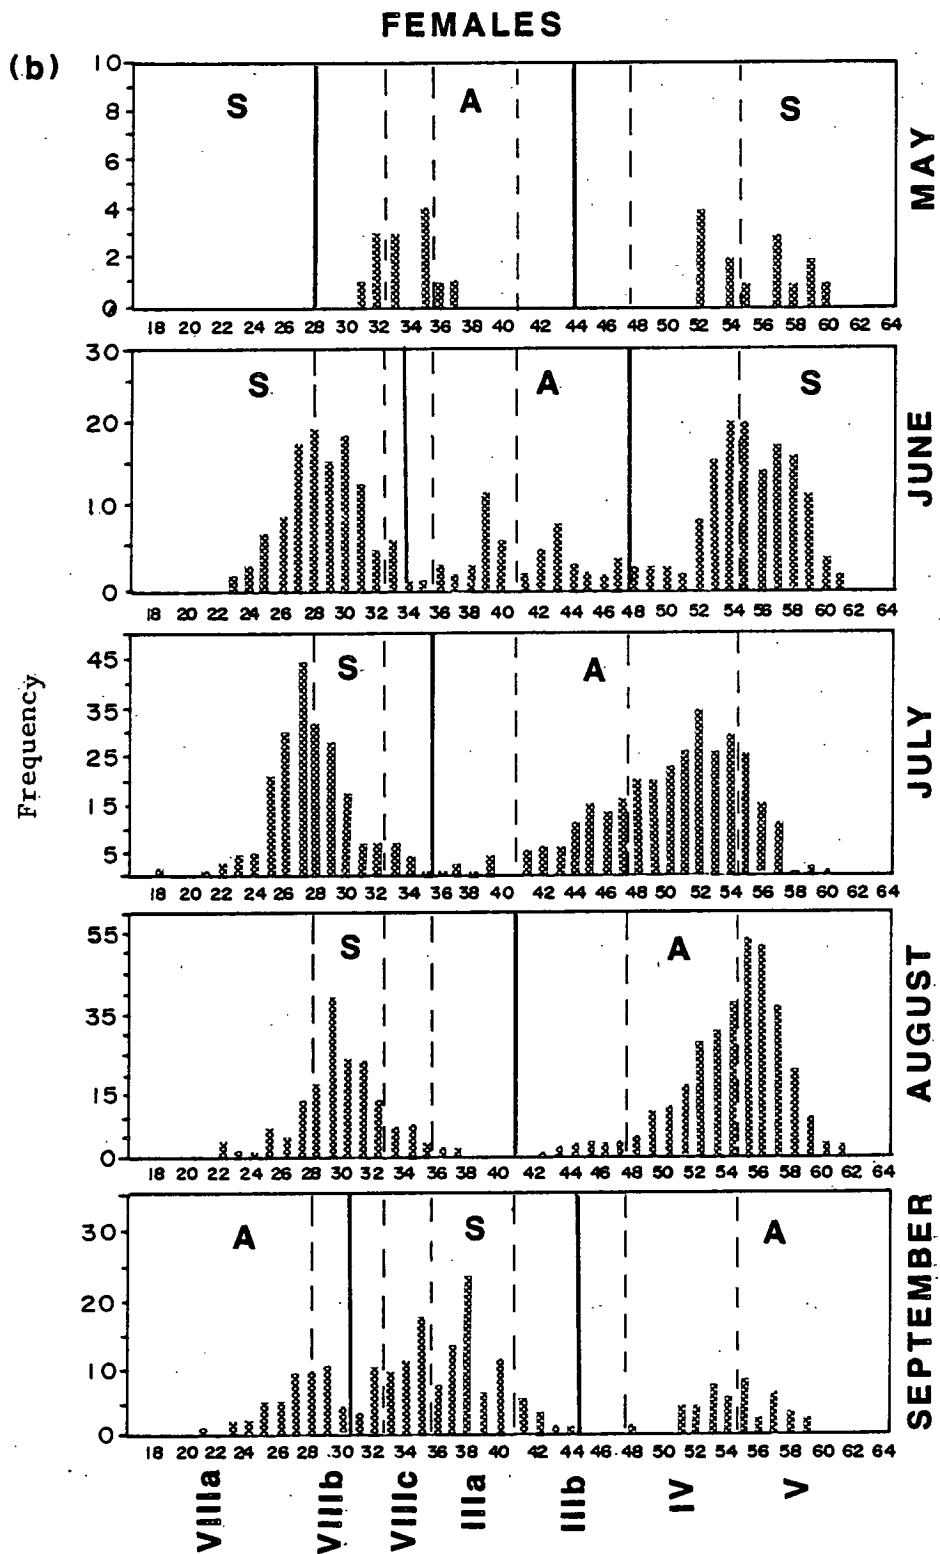 FEMALES
(b)
10
8
6
4
2
0
S
A
S
MAY
18 20 22 24 26 28 30 32 34 36 38 40 42 44 46 48 50 52 54 56 58 60 62 64
30
20
10
0
S
A
S
JUNE
18 20 22 24 26 28 30 32 34 36 38 40 42 44 46 48 50 52 54 56 58 60 62 64
Frequency
45
35
25
15
5
S
A
JULY
18 20 22 24 26 28 30 32 34 36 38 40 42 44 46 48 50 52 54 56 58 60 62 64
55
35
15
0
S
A
AUGUST
18 20 22 24 26 28 30 32 34 36 38 40 42 44 46 48 50 52 54 56 58 60 62 64
30
20
10
0
A
S
A
SEPTEMBER
18 20 22 24 26 28 30 32 34 36 38 40 42 44 46 48 50 52 54 56 58 60 62 64
VIIIa VIIIb VIIIc IIIa IIIb IV V